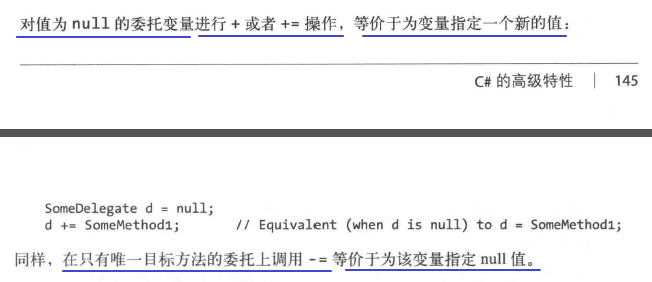 对值为 null 的委托变量进行 + 或者 += 操作，等价于为变量指定一个新的值：
C# 的高级特性 | 145
SomeDelegate d = null;
d += SomeMethod1; // Equivalent (when d is null) to d = SomeMethod1;
同样，在只有唯一目标方法的委托上调用 -= 等价于为该变量指定 null 值。